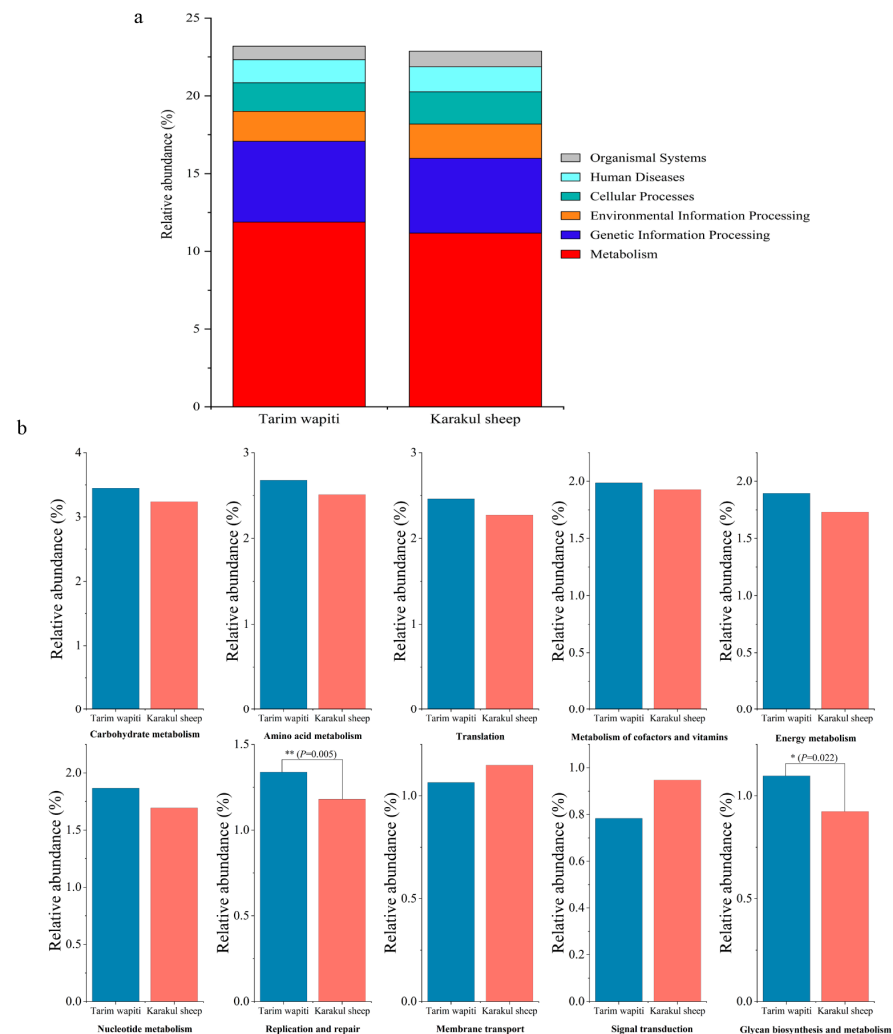 a
25
20
15
10
5
0
Relative abundance (%)
Tarim wapiti
Karakul sheep
Organismal Systems
Human Diseases
Cellular Processes
Environmental Information Processing
Genetic Information Processing
Metabolism
b
4
3
2
1
0
Relative abundance (%)
Tarim wapiti Karakul sheep
Carbohydrate metabolism
3
2
1
0
Relative abundance (%)
Tarim wapiti Karakul sheep
Amino acid metabolism
3
2
1
0
Relative abundance (%)
Tarim wapiti Karakul sheep
Translation
2.0
1.5
1.0
0.5
0.0
Relative abundance (%)
Tarim wapiti Karakul sheep
Metabolism of cofactors and vitamins
2.0
1.5
1.0
0.5
0.0
Relative abundance (%)
Tarim wapiti Karakul sheep
Energy metabolism
2.0
1.5
1.0
0.5
0.0
Relative abundance (%)
Tarim wapiti Karakul sheep
Nucleotide metabolism
1.5
1.0
0.5
0.0
Relative abundance (%)
** (P=0.005)
Tarim wapiti Karakul sheep
Replication and repair
1.0
0.5
0.0
Relative abundance (%)
Tarim wapiti Karakul sheep
Membrane transport
1.0
0.8
0.6
0.4
0.2
0.0
Relative abundance (%)
Tarim wapiti Karakul sheep
Signal transduction
1.0
0.5
0.0
Relative abundance (%)
* (P=0.022)
Tarim wapiti Karakul sheep
Glycan biosynthesis and metabolism